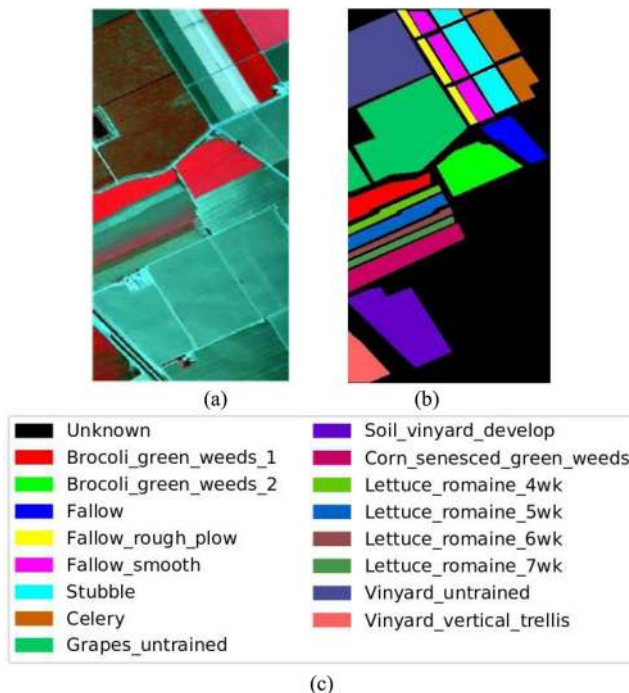 (a) (b)
Unknown
Brocoli_green_weeds_1
Brocoli_green_weeds_2
Fallow
Fallow_rough_plow
Fallow_smooth
Stubble
Celery
Grapes_untrained
Soil_vinyard_develop
Corn_senesced_green_weeds
Lettuce_romaine_4wk
Lettuce_romaine_5wk
Lettuce_romaine_6wk
Lettuce_romaine_7wk
Vinyard_untrained
Vinyard_vertical_trellis
(c)